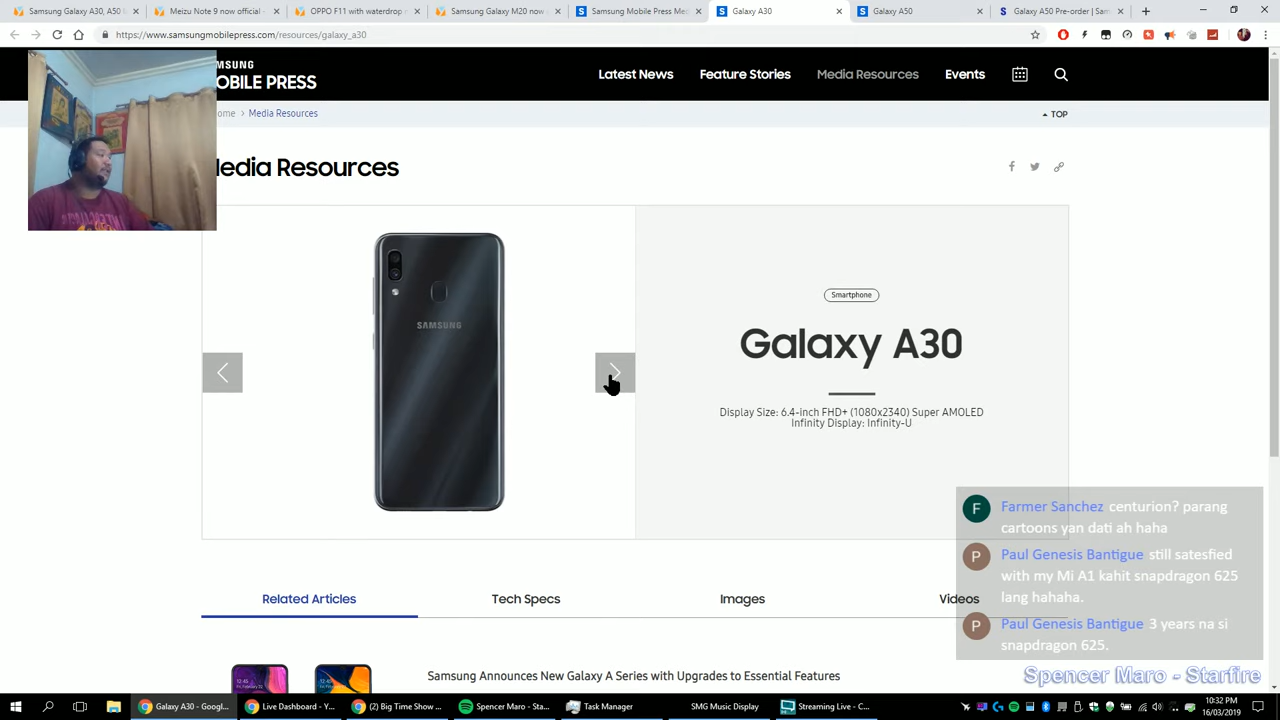 Samsung Galaxy A30, A50
Meizu Note 9 now official -
OPPO F11 with waterdrop n
Samsung Galaxy M20 now o
Samsung Mobile Press Med
Galaxy A30
Galaxy A50
Galaxy A50 Pre-order | Sam
https://www.samsungmobilepress.com/resources/galaxy_a30
SAMSUNG
MOBILE PRESS
Latest News
Feature Stories
Media Resources
Events
Home > Media Resources
TOP
Media Resources
SAMSUNG
Smartphone
Galaxy A30
Display Size: 6.4-inch FHD+ (1080x2340) Super AMOLED
Infinity Display: Infinity-U
Farmer Sanchez centurion? parang
cartoons yan dati ah haha
Paul Genesis Bantigue still satesfied
with my Mi A1 kahit snapdragon 625
lang hahaha.
Paul Genesis Bantigue 3 years na si
snapdragon 625.
Related Articles
Tech Specs
Images
Videos
Samsung Announces New Galaxy A Series with Upgrades to Essential Features
Spencer Maro - Starfire
Galaxy A30 - Googl...
Live Dashboard - Y...
(2) Big Time Show ...
Spencer Maro - Sta...
Task Manager
SMG Music Display
Streaming Live - C...
10:32 PM
16/03/2019